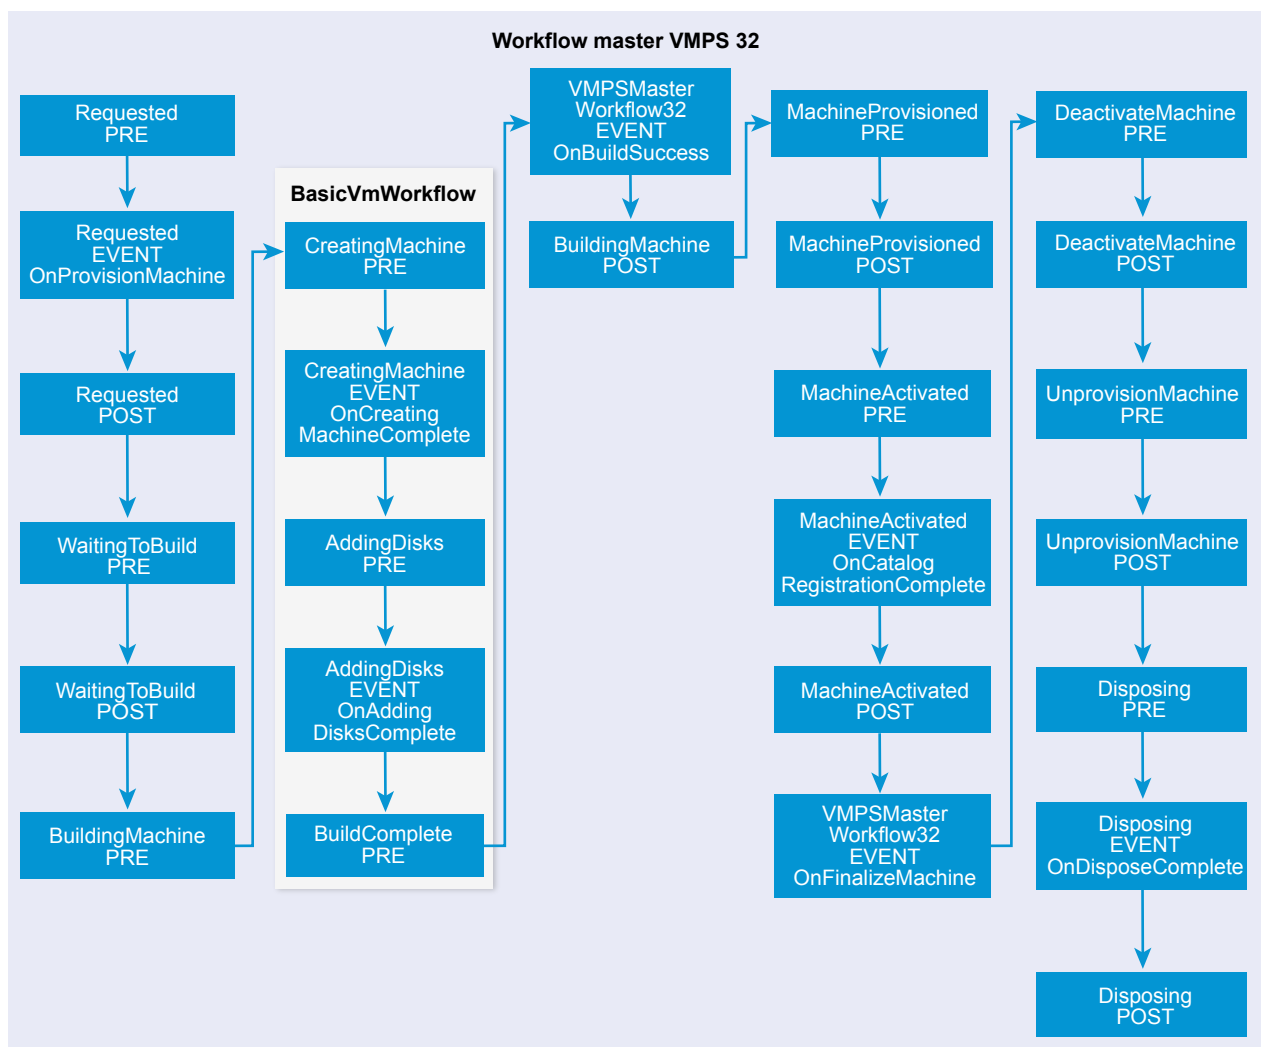 Workflow master VMPS 32
Requested
PRE
Requested
EVENT
OnProvisionMachine
Requested
POST
WaitingToBuild
PRE
WaitingToBuild
POST
BuildingMachine
PRE
BasicVmWorkflow
CreatingMachine
PRE
CreatingMachine
EVENT
OnCreating
MachineComplete
AddingDisks
PRE
AddingDisks
EVENT
OnAdding
DisksComplete
BuildComplete
PRE
VMPSMaster
Workflow32
EVENT
OnBuildSuccess
BuildingMachine
POST
MachineProvisioned
PRE
MachineProvisioned
POST
MachineActivated
PRE
MachineActivated
EVENT
OnCatalog
RegistrationComplete
MachineActivated
POST
VMPSMaster
Workflow32
EVENT
OnFinalizeMachine
DeactivateMachine
PRE
DeactivateMachine
POST
UnprovisionMachine
PRE
UnprovisionMachine
POST
Disposing
PRE
Disposing
EVENT
OnDisposeComplete
Disposing
POST